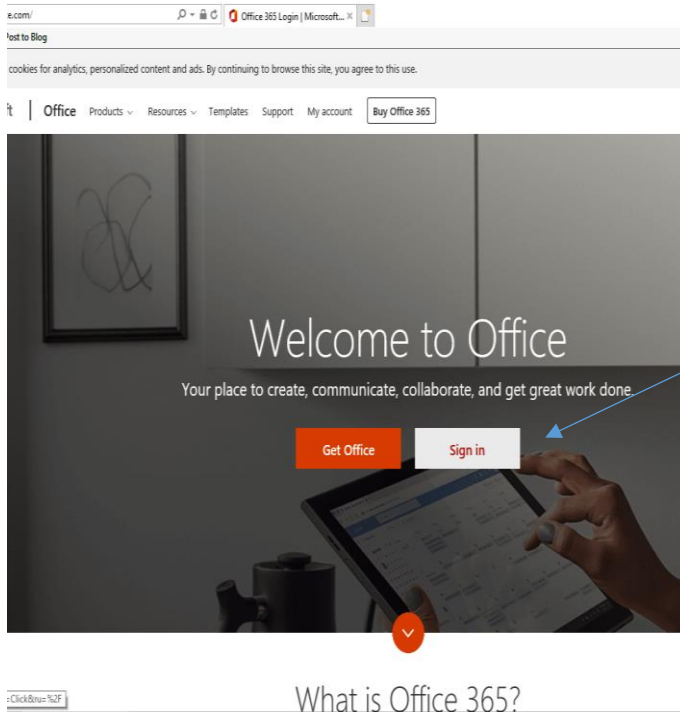 e.com/
Office 365 Login | Microsoft...
Post to Blog
cookies for analytics, personalized content and ads. By continuing to browse this site, you agree to this use.
ft | Office Products Resources Templates Support My account Buy Office 365
Welcome to Office
Your place to create, communicate, collaborate, and get great work done.
Get Office Sign in
What is Office 365?
=Click&ru=%2F